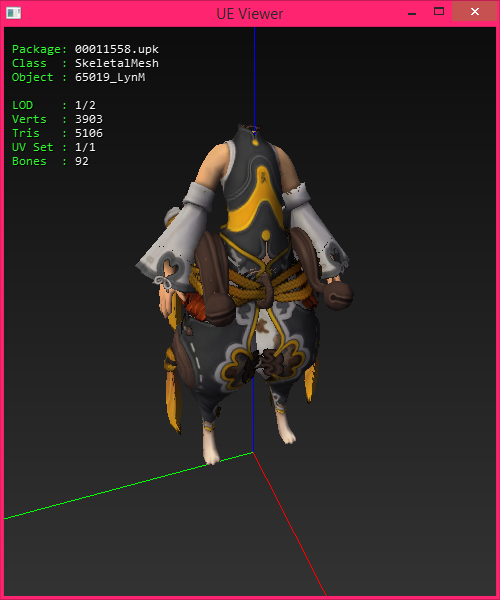 UE Viewer
Package: 00011558.upk
Class : SkeletalMesh
Object : 65019_LynM
LOD : 1/2
Verts : 3903
Tris : 5106
UV Set : 1/1
Bones : 92